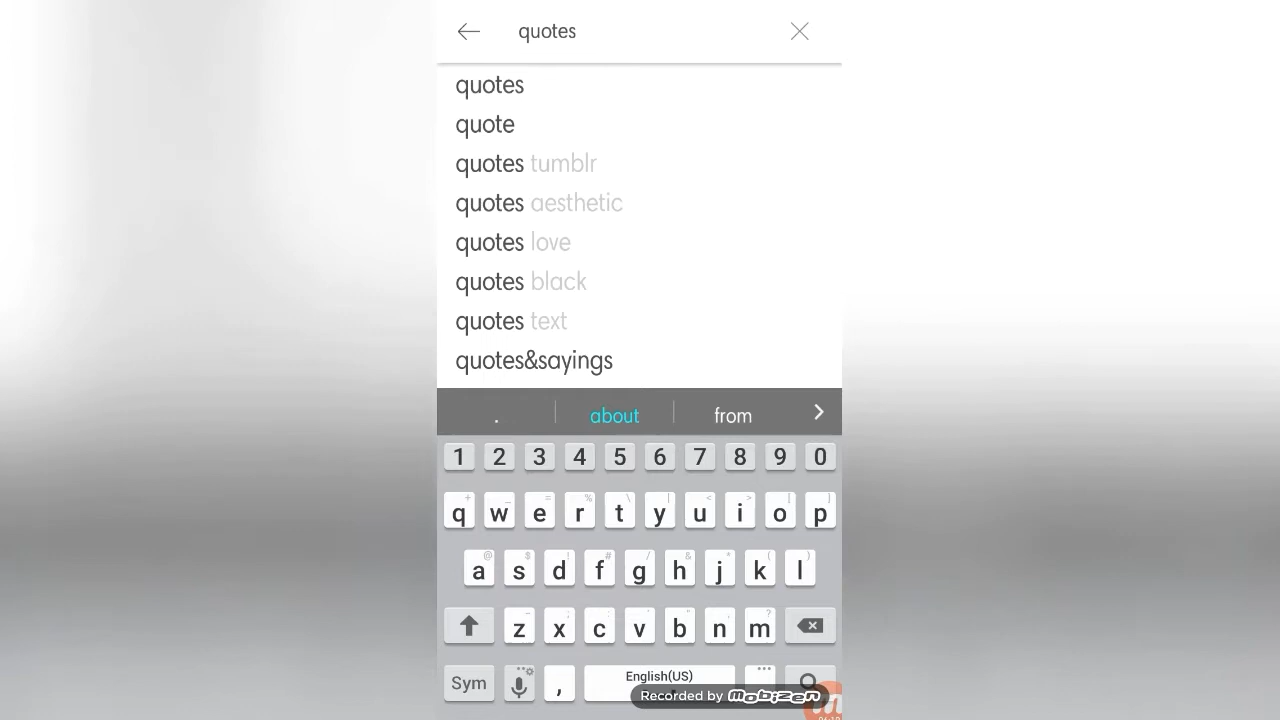 quotes
quotes
quote
quotes tumblr
quotes aesthetic
quotes love
quotes black
quotes text
quotes&sayings
. about from
1 2 3 4 5 6 7 8 9 0
q w e r t y u i o p
a s d f g h j k l
z x c v b n m
Sym , English(US)
Recorded by mobizen